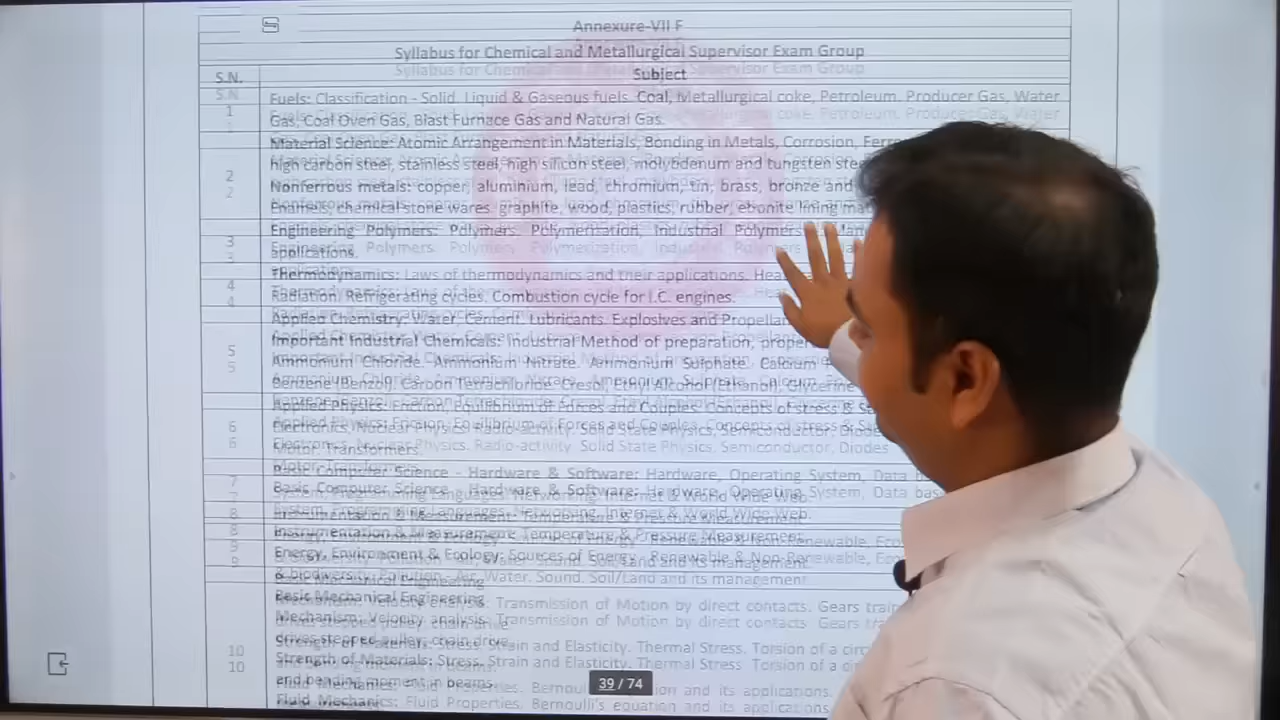 Annexure-VII F
Syllabus for Chemical and Metallurgical Supervisor Exam Group
S.N. Subject
1 Fuels: Classification - Solid, Liquid & Gaseous fuels. Coal, Metallurgical coke, Petroleum. Producer Gas, Water
Gas, Coal Oven Gas, Blast Furnace Gas and Natural Gas.
2 Material Science: Atomic Arrangement in Materials, Bonding in Metals, Corrosion,
high carbon steel, stainless steel, high silicon steel, molybdenum and tungsten
Nonferrous metals: copper, aluminium, lead, chromium, tin, brass, bronze and
Enamels, chemical stone wares, graphite, wood, plastics, rubber, ebonite lining
3 Engineering Polymers: Polymers. Polymerization, Industrial Polymers
applications.
4 Thermodynamics: Laws of thermodynamics and their applications.
Radiation. Refrigerating cycles. Combustion cycle for I.C. engines.
5 Applied Chemistry: Water, Cement, Lubricants, Explosives and
Important Industrial Chemicals: Industrial Method of preparation,
Ammonium Chloride. Ammonium Nitrate. Ammonium Sulphate. Calcium
Benzene Carbon Tetrachloride, Cresol, Ethyl Alcohol (Ethanol), Glycerine
6 Applied Physics: Friction, Equilibrium of Forces and Couples. Concepts of stress &
Electronics, Nuclear Physics. Radio-activity. Solid State Physics, Semiconductor, Diodes
Motor, Transformers.
7 Basic Computer Science - Hardware & Software: Hardware, Operating System, Data
System, Programming Languages, Networking, Internet & World Wide Web.
8 Instrumentation & Measurement: Temperature & Pressure Measurement.
9 Energy, Environment & Ecology: Sources of Energy - Renewable & Non-Renewable,
& biodiversity, Pollution - Air, Water, Sound, Soil/Land and its management
10 Basic Mechanical Engineering
Mechanism: Velocity analysis. Transmission of Motion by direct contacts. Gears
drives stepped pulley, chain drive.
Strength of Materials: Stress, Strain and Elasticity. Thermal Stress. Torsion of a
and bending moment in beams.
Fluid Mechanics: Fluid Properties. Bernoulli's equation and its applications.
39 / 74